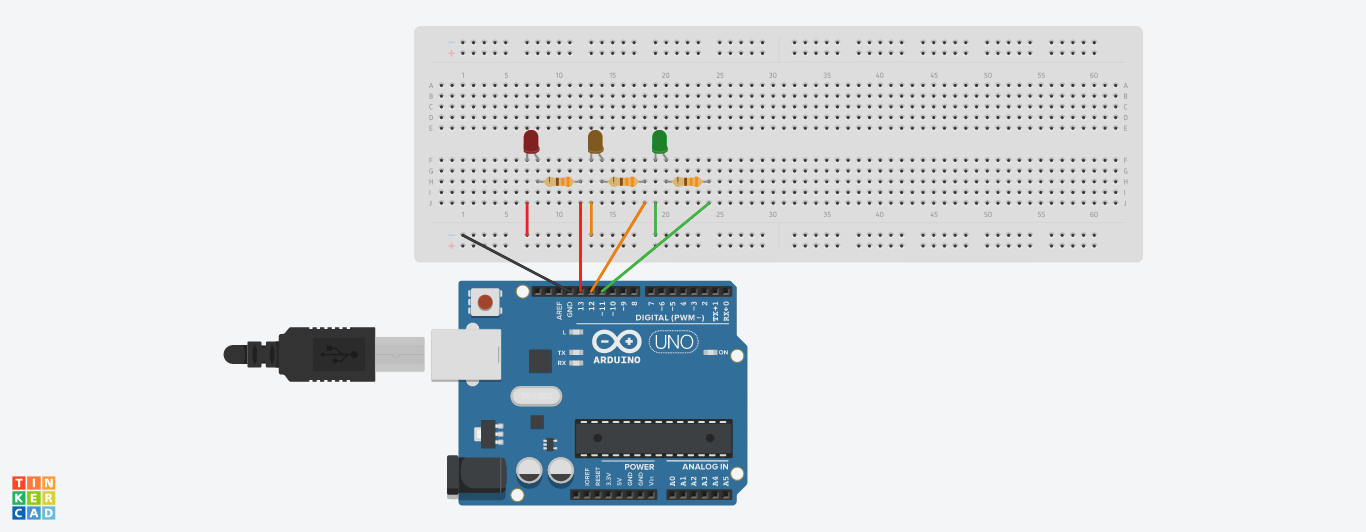 − −
+ +
1 5 10 15 20 25 30 35 40 45 50 55 60
A A
B B
C C
D D
E E
F F
G G
H H
I I
J J
1 5 10 15 20 25 30 35 40 45 50 55 60
−
+
AREF GND 13 12 ~11 ~10 ~9 8 7 ~6 ~5 4 ~3 2 TX→1 RX←0
DIGITAL (PWM~)
L
TX
RX
ARDUINO
UNO
ON
POWER
ANALOG IN
IOREF RESET 3.3V 5V GND GND Vin A0 A1 A2 A3 A4 A5
TIN
KER
CAD